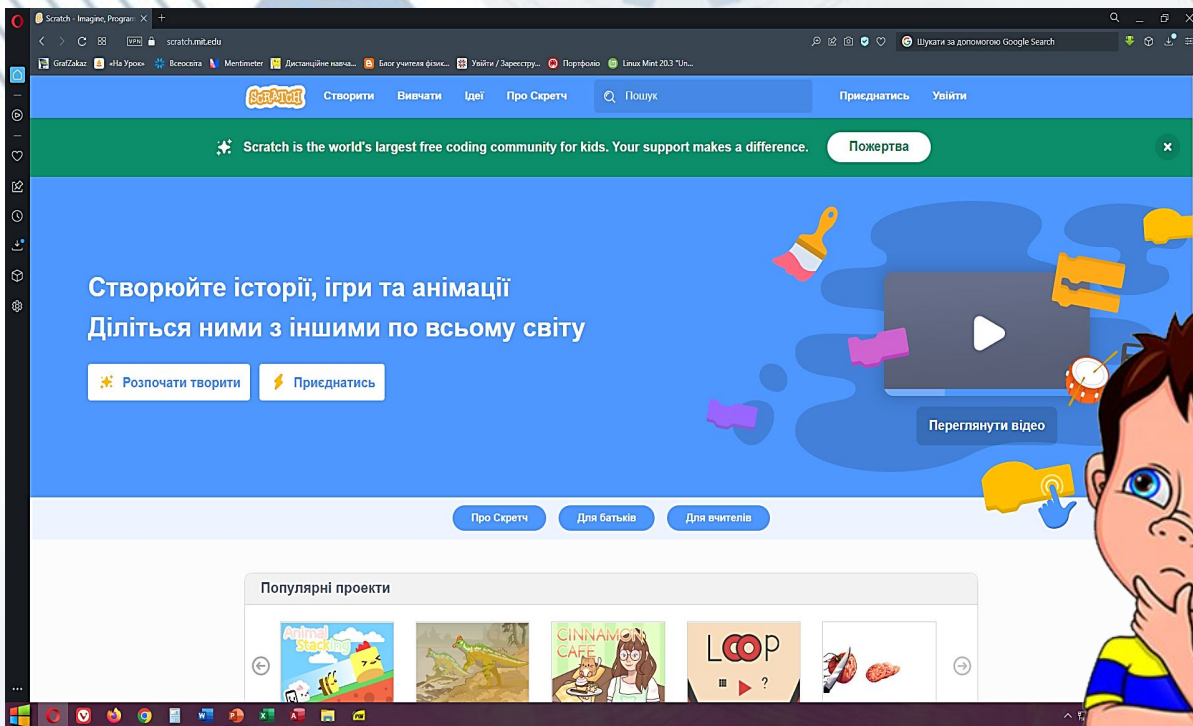 Scratch - Imagine, Program
VPN scratch.mit.edu Шукати за допомогою Google Search
GrafZakaz «На Урок» Всеосвіта Mentimeter Дистанційне навча... Блог учителя фізик... Увійти / Зареєстру... Портфоліо Linux Mint 20.3 "Un...
SCRATCH Створити Вивчати Ідеї Про Скретч Пошук Приєднатись Увійти
Scratch is the world's largest free coding community for kids. Your support makes a difference. Пожертва
Створюйте історії, ігри та анімації
Діліться ними з іншими по всьому світу
Розпочати творити Приєднатись
Переглянути відео
Про Скретч Для батьків Для вчителів
Популярні проекти
Animal Stacking
CINNAMON
CAFE
LOOP
?